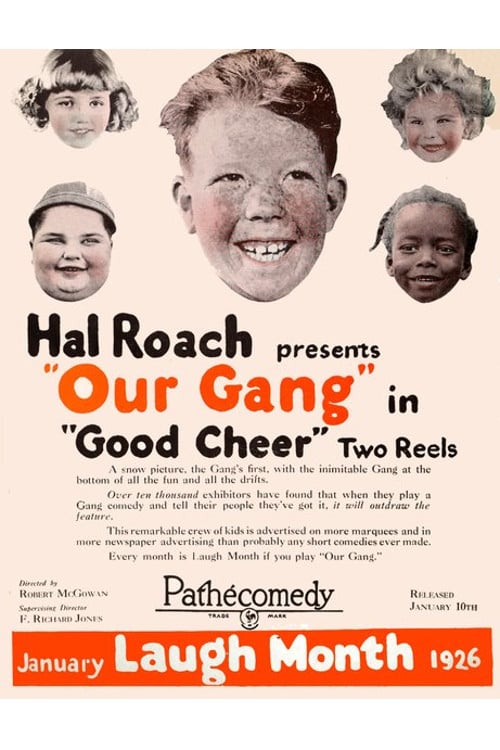 Hal Roach presents
"Our Gang" in
"Good Cheer" Two Reels
A snow picture, the Gang's first, with the inimitable Gang at the
bottom of all the fun and all the drifts.
Over ten thousand exhibitors have found that when they play a
Gang comedy and tell their people they've got it, it will outdraw the
feature.
This remarkable crew of kids is advertised on more marquees and in
more newspaper advertising than probably any short comedies ever made.
Every month is Laugh Month if you play "Our Gang."
Directed by
ROBERT MCGOWAN
Supervising Director
F. RICHARD JONES
Pathécomedy
TRADE MARK
RELEASED
JANUARY 10TH
January Laugh Month 1926